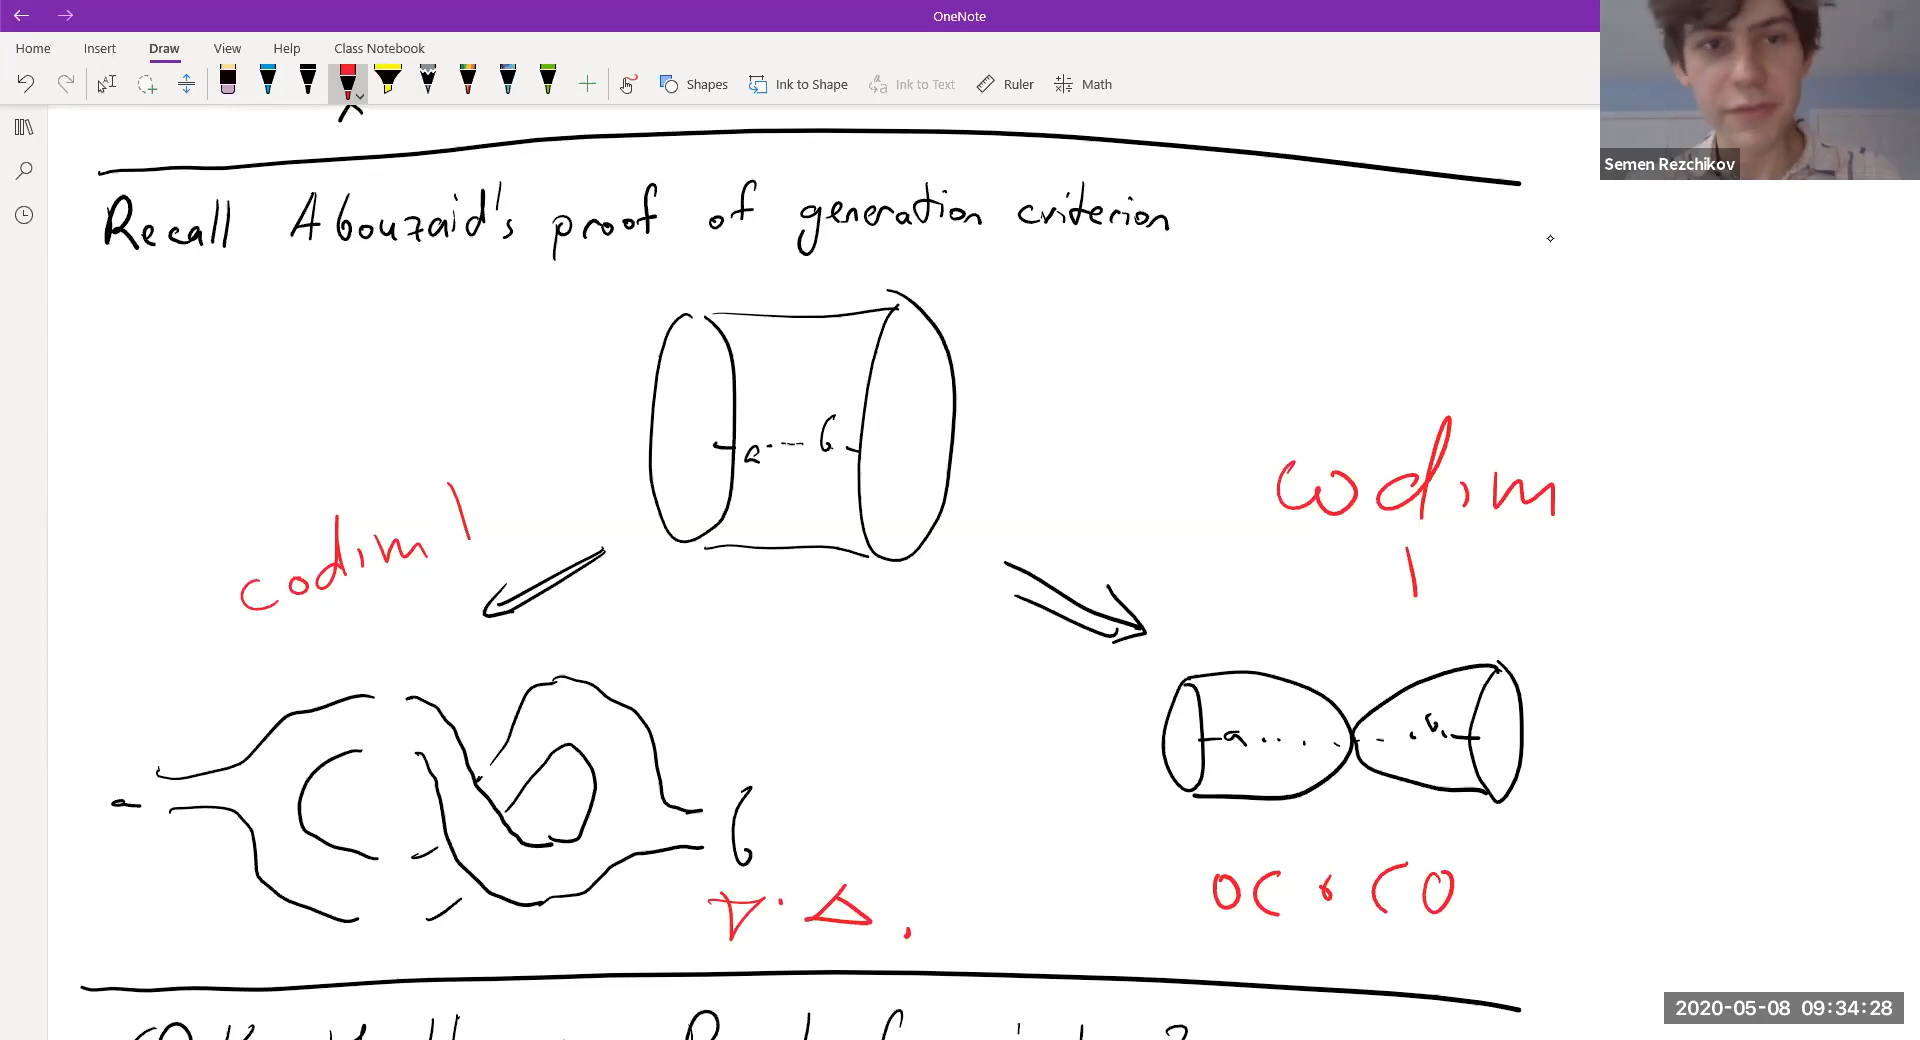 OneNote
Home Insert Draw View Help Class Notebook
Shapes Ink to Shape Ink to Text Ruler Math
Semen Rezchikov
Recall Abouzaid's proof of generation criterion
a b
codim 1
codim
1
a b
a
∇ · Δ .
OC ∘ CO
2020-05-08 09:34:28